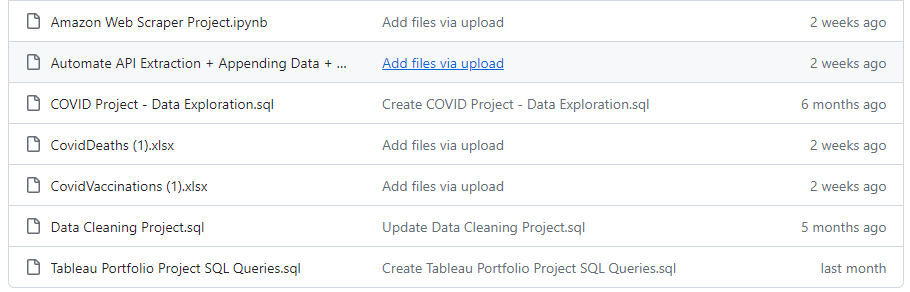 Amazon Web Scraper Project.ipynb Add files via upload 2 weeks ago
Automate API Extraction + Appending Data + ... Add files via upload 2 weeks ago
COVID Project - Data Exploration.sql Create COVID Project - Data Exploration.sql 6 months ago
CovidDeaths (1).xlsx Add files via upload 2 weeks ago
CovidVaccinations (1).xlsx Add files via upload 2 weeks ago
Data Cleaning Project.sql Update Data Cleaning Project.sql 5 months ago
Tableau Portfolio Project SQL Queries.sql Create Tableau Portfolio Project SQL Queries.sql last month